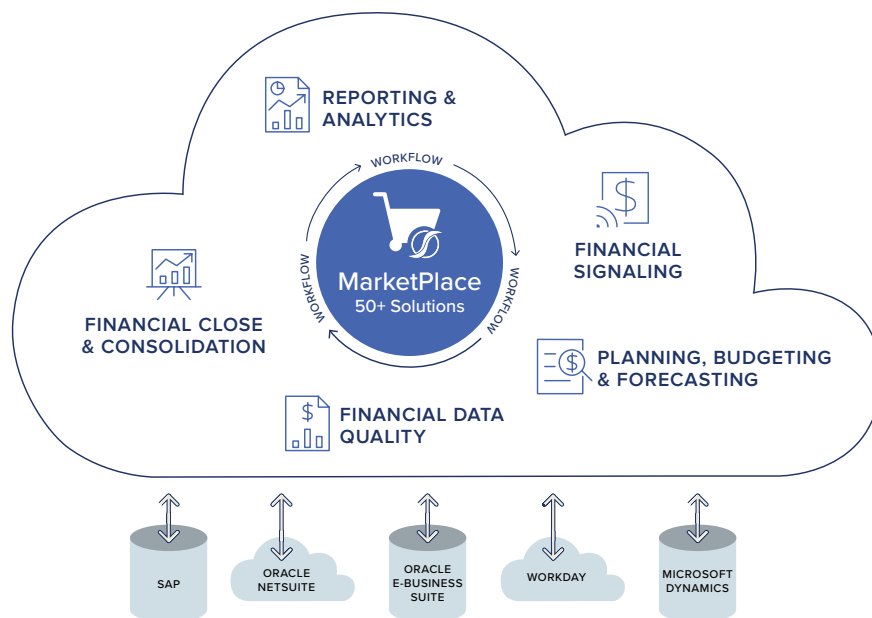 REPORTING &
ANALYTICS
WORKFLOW
FINANCIAL
SIGNALING
WORKFLOW
WORKFLOW
MarketPlace
50+ Solutions
FINANCIAL CLOSE
& CONSOLIDATION
PLANNING, BUDGETING
& FORECASTING
FINANCIAL DATA
QUALITY
SAP
ORACLE
NETSUITE
ORACLE
E-BUSINESS
SUITE
WORKDAY
MICROSOFT
DYNAMICS